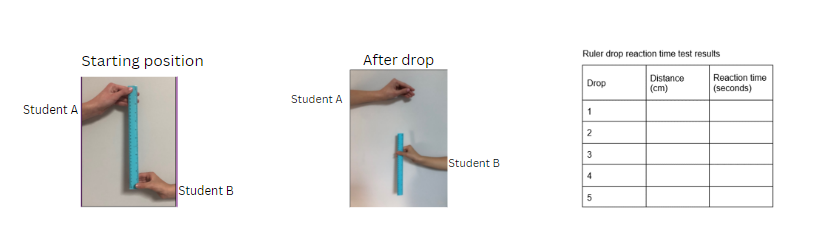 Starting position
Student A
Student B
After drop
Student A
Student B
Ruler drop reaction time test results
Drop
Distance
(cm)
Reaction time
(seconds)
1
2
3
4
5